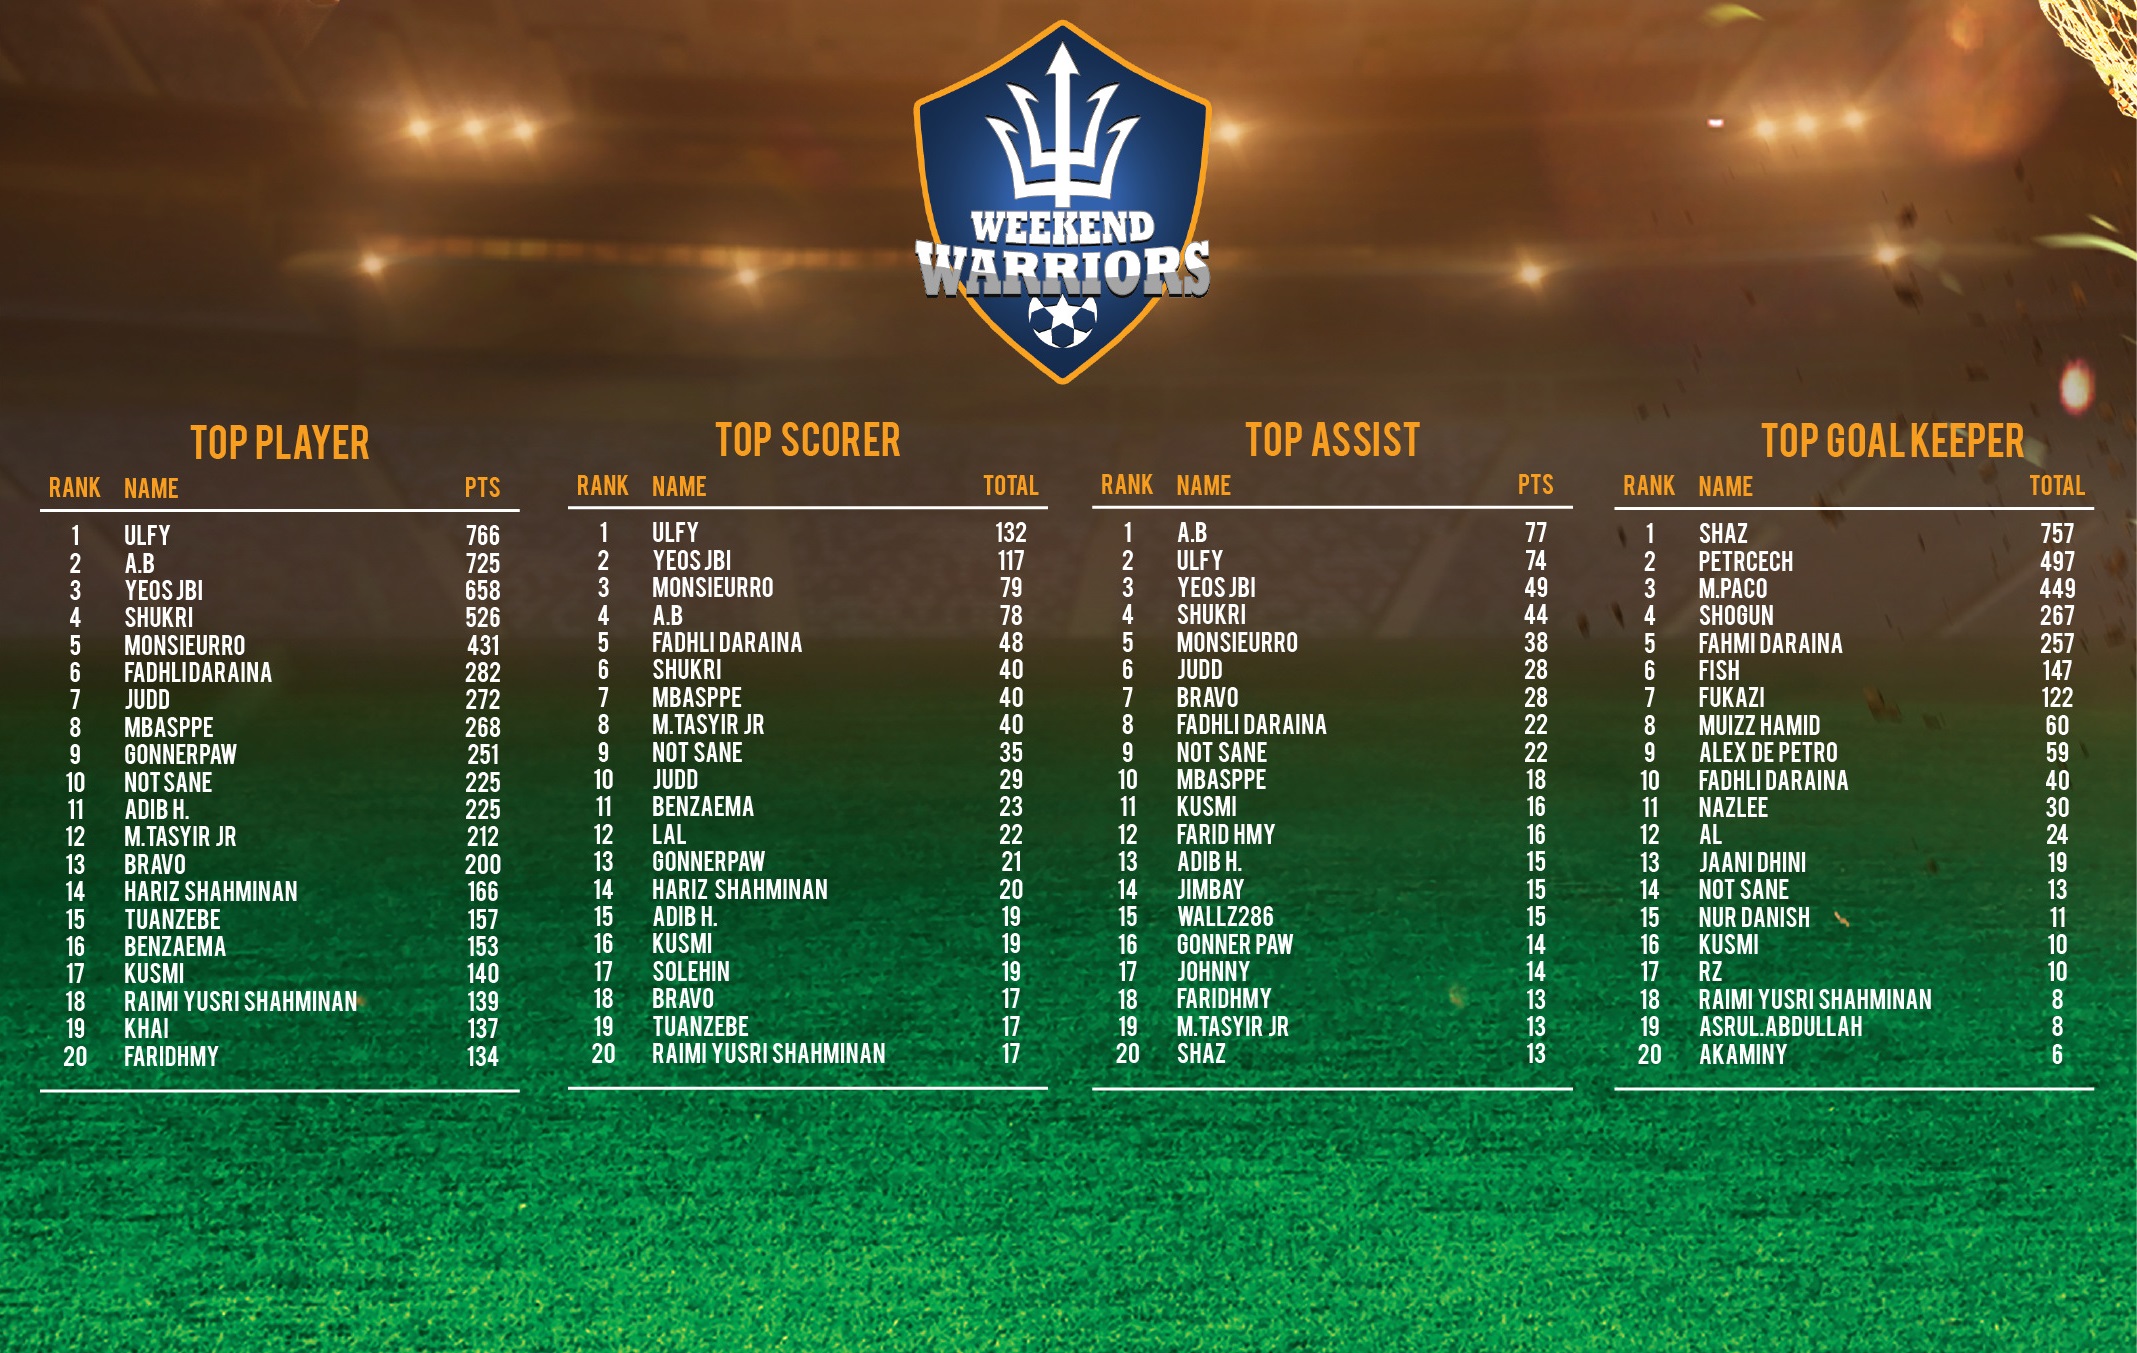 WEEKEND
WARRIORS
TOP PLAYER
RANK NAME PTS
1 ULFY 766
2 A.B 725
3 YEOS JBI 658
4 SHUKRI 526
5 MONSIEURRO 431
6 FADHLIDARAINA 282
7 JUDD 272
8 MBASPPE 268
9 GONNERPAW 251
10 NOT SANE 225
11 ADIB H. 225
12 M.TASYIR JR 212
13 BRAVO 200
14 HARIZ SHAHMINAN 166
15 TUANZEBE 157
16 BENZAEMA 153
17 KUSMI 140
18 RAIMI YUSRI SHAHMINAN 139
19 KHAI 137
20 FARIDHMY 134
TOP SCORER
RANK NAME TOTAL
1 ULFY 132
2 YEOS JBI 117
3 MONSIEURRO 79
4 A.B 78
5 FADHLI DARAINA 48
6 SHUKRI 40
7 MBASPPE 40
8 M.TASYIR JR 40
9 NOT SANE 35
10 JUDD 29
11 BENZAEMA 23
12 LAL 22
13 GONNERPAW 21
14 HARIZ SHAHMINAN 20
15 ADIB H. 19
16 KUSMI 19
17 SOLEHIN 19
18 BRAVO 17
19 TUANZEBE 17
20 RAIMI YUSRI SHAHMINAN 17
TOP ASSIST
RANK NAME PTS
1 A.B 77
2 ULFY 74
3 YEOS JBI 49
4 SHUKRI 44
5 MONSIEURRO 38
6 JUDD 28
7 BRAVO 28
8 FADHLI DARAINA 22
9 NOT SANE 22
10 MBASPPE 18
11 KUSMI 16
12 FARID HMY 16
13 ADIB H. 15
14 JIMBAY 15
15 WALLZ286 15
16 GONNER PAW 14
17 JOHNNY 14
18 FARIDHMY 13
19 M.TASYIR JR 13
20 SHAZ 13
TOP GOAL KEEPER
RANK NAME TOTAL
1 SHAZ 757
2 PETRCECH 497
3 M.PACO 449
4 SHOGUN 267
5 FAHMI DARAINA 257
6 FISH 147
7 FUKAZI 122
8 MUIZZ HAMID 60
9 ALEX DE PETRO 59
10 FADHLI DARAINA 40
11 NAZLEE 30
12 AL 24
13 JAANI DHINI 19
14 NOT SANE 13
15 NUR DANISH 11
16 KUSMI 10
17 RZ 10
18 RAIMI YUSRI SHAHMINAN 8
19 ASRUL.ABDULLAH 8
20 AKAMINY 6